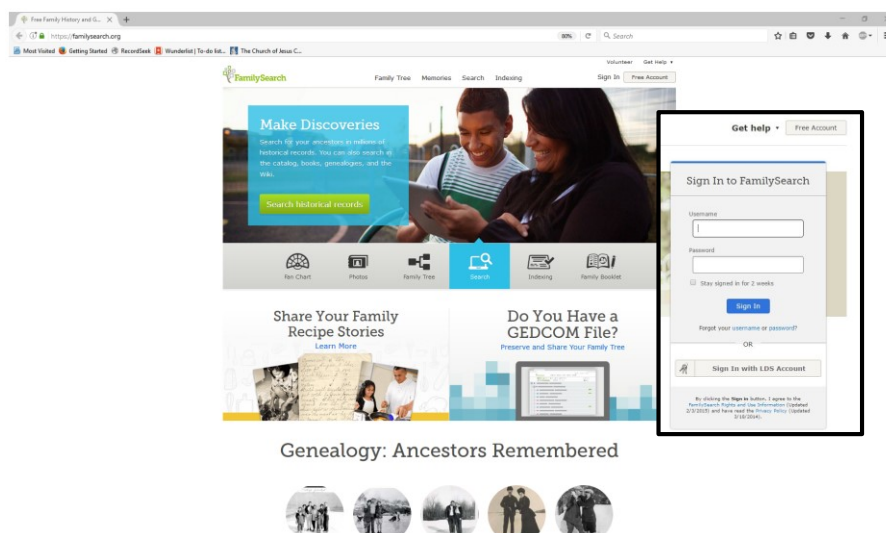 Free Family History and G...
https://familysearch.org
80%
Search
Most Visited Getting Started RecordSeek Wunderlist | To-do list... The Church of Jesus C...
Volunteer Get Help
FamilySearch
Family Tree Memories Search Indexing
Sign In Free Account
Make Discoveries
Search for your ancestors in millions of
historical records. You can also search in
the catalog, books, genealogies, and the
Wiki.
Search historical records
Fan Chart Photos Family Tree Search Indexing Family Booklet
Share Your Family
Recipe Stories
Learn More
Do You Have a
GEDCOM File?
Preserve and Share Your Family Tree
Genealogy: Ancestors Remembered
Get help Free Account
Sign In to FamilySearch
Username
Password
Stay signed in for 2 weeks
Sign In
Forgot your username or password?
OR
Sign In with LDS Account
By clicking the Sign in button, I agree to the
FamilySearch Rights and Use Information (Updated
2/3/2015) and have read the Privacy Policy (Updated
3/18/2014).